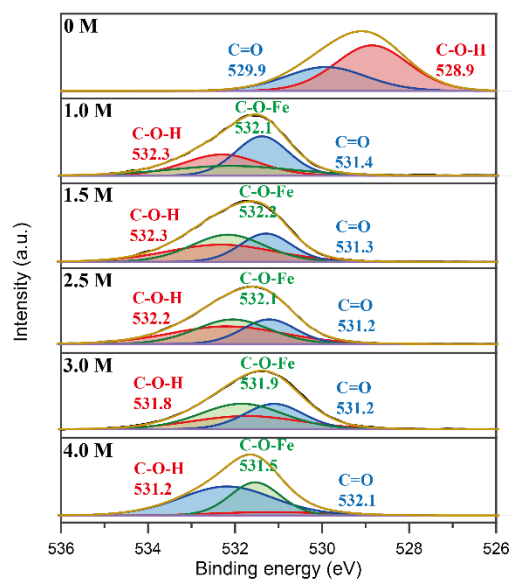 0 M
C=O
529.9
C-O-H
528.9
1.0 M
C-O-H
532.3
C-O-Fe
532.1
C=O
531.4
1.5 M
C-O-H
532.3
C-O-Fe
532.2
C=O
531.3
2.5 M
C-O-H
532.2
C-O-Fe
532.1
C=O
531.2
3.0 M
C-O-H
531.8
C-O-Fe
531.9
C=O
531.2
4.0 M
C-O-H
531.2
C-O-Fe
531.5
C=O
532.1
Intensity (a.u.)
536 534 532 530 528 526
Binding energy (eV)